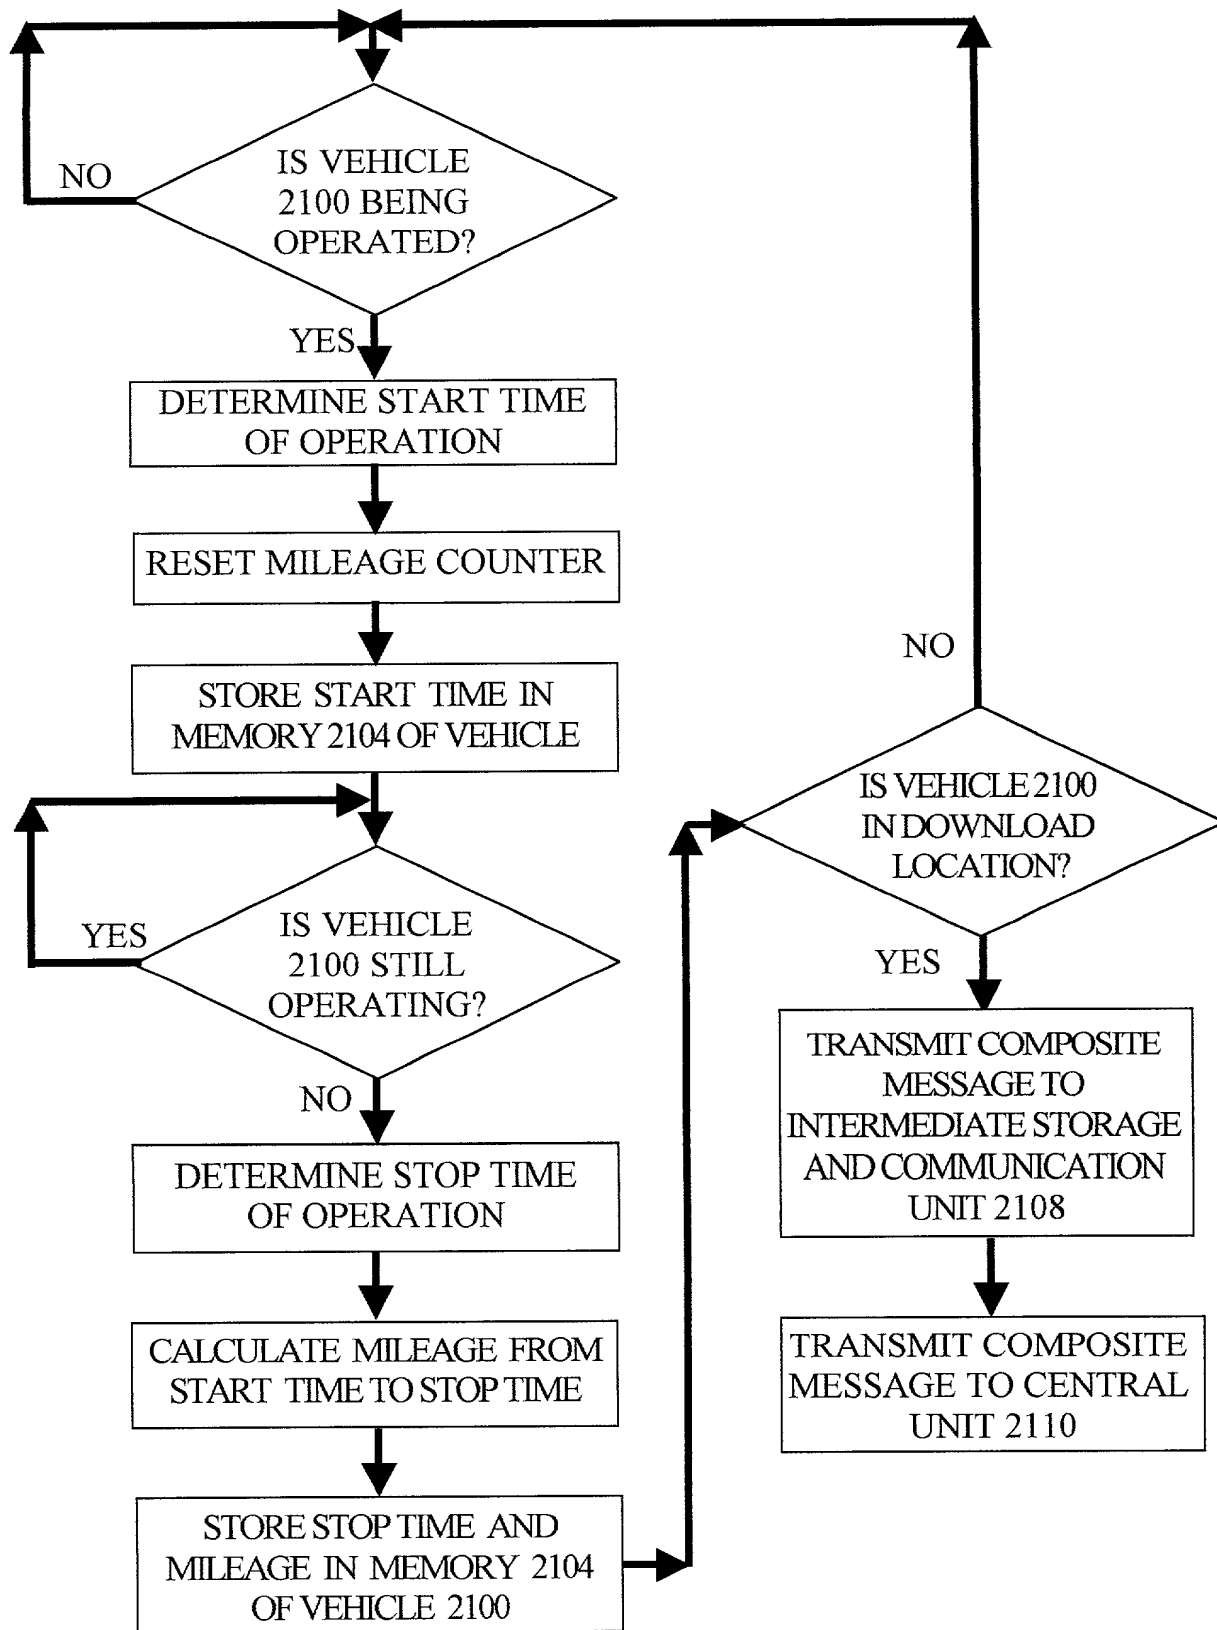 NO
IS VEHICLE
2100 BEING
OPERATED?
YES
DETERMINE START TIME
OF OPERATION
RESET MILEAGE COUNTER
STORE START TIME IN
MEMORY 2104 OF VEHICLE
YES
IS VEHICLE
2100 STILL
OPERATING?
NO
DETERMINE STOP TIME
OF OPERATION
CALCULATE MILEAGE FROM
START TIME TO STOP TIME
STORE STOP TIME AND
MILEAGE IN MEMORY 2104
OF VEHICLE 2100
NO
IS VEHICLE 2100
IN DOWNLOAD
LOCATION?
YES
TRANSMIT COMPOSITE
MESSAGE TO
INTERMEDIATE STORAGE
AND COMMUNICATION
UNIT 2108
TRANSMIT COMPOSITE
MESSAGE TO CENTRAL
UNIT 2110